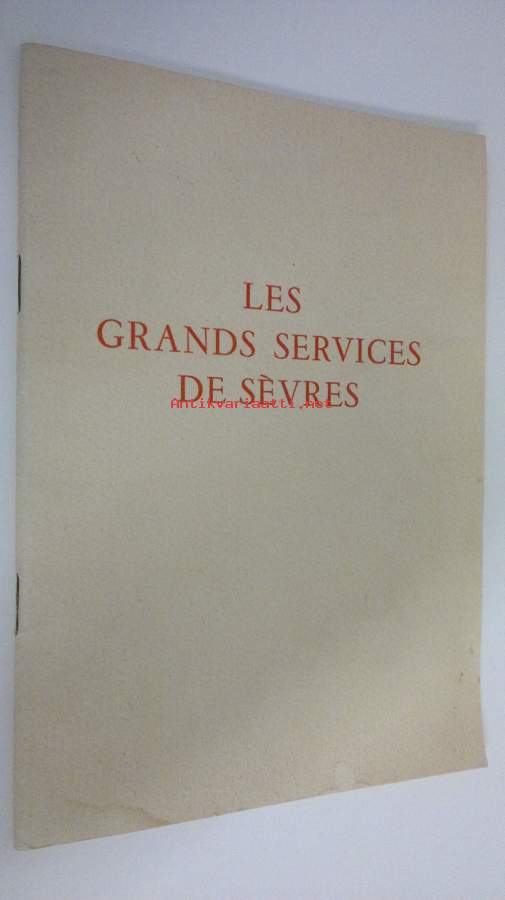 LES
GRANDS SERVICES
DE SÈVRES
Antikvariaatti.net